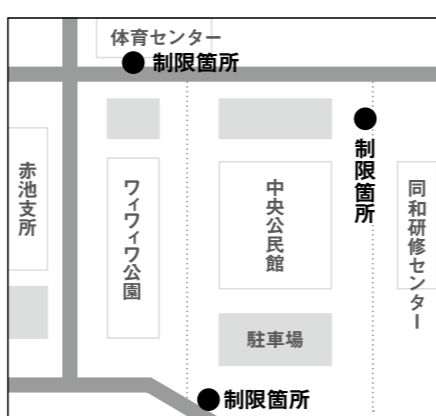 体育センター
制限箇所
制限箇所
赤池支所
ワィワィワ公園
中央公民館
同和研修センター
駐車場
制限箇所